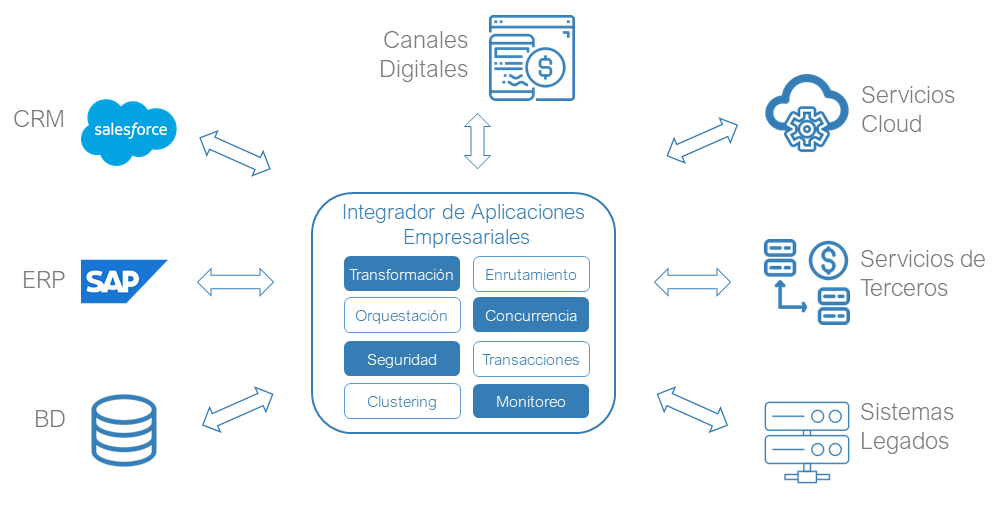 Canales
Digitales
CRM
salesforce
Servicios
Cloud
Integrador de Aplicaciones
Empresariales
Transformación
Enrutamiento
ERP
SAP
Servicios de
Terceros
Orquestación
Concurrencia
Seguridad
Transacciones
Clustering
Monitoreo
BD
Sistemas
Legados